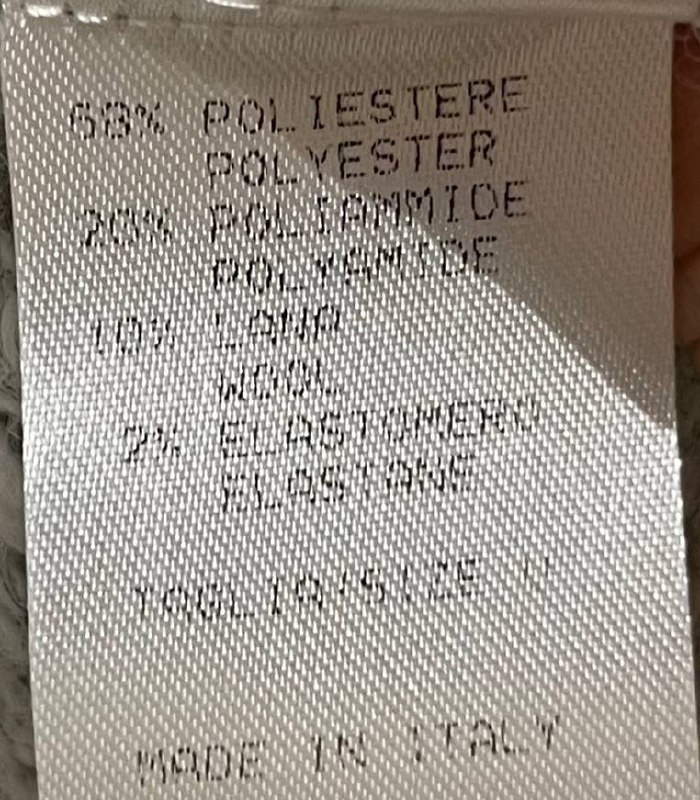 68% POLIESTERE
POLYESTER
20% POLIAMMIDE
POLYAMIDE
10% LANA
WOOL
2% ELASTOMERO
ELASTANE
TAGLIA/SIZE
MADE IN ITALY